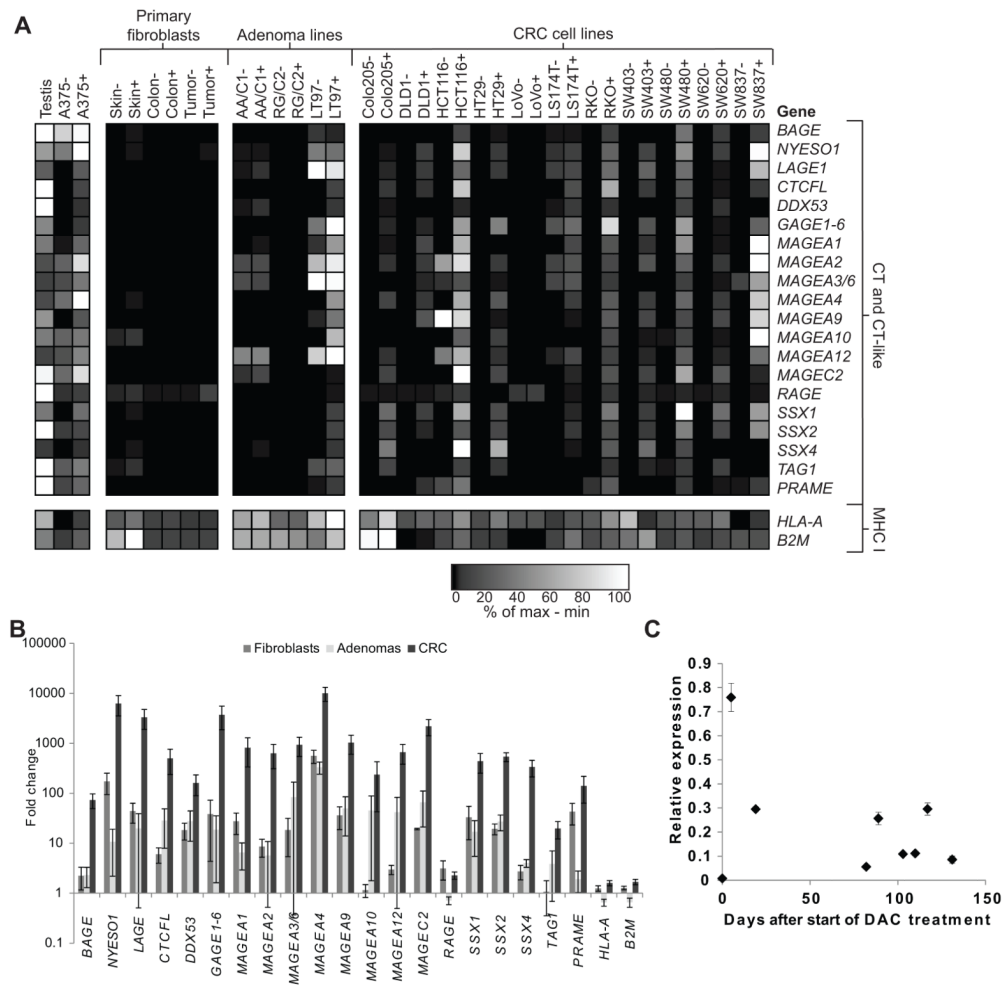 A
Primary
fibroblasts
Adenoma lines
CRC cell lines
Testis
A375-
A375+
Skin-
Skin+
Colon-
Colon+
Tumor-
Tumor+
AA/C1-
AA/C1+
RG/C2-
RG/C2+
LT97-
LT97+
Colo205-
Colo205+
DLD1-
DLD1+
HCT116-
HCT116+
HT29-
HT29+
LoVo-
LoVo+
LS174T-
LS174T+
RKO-
RKO+
SW403-
SW403+
SW480-
SW480+
SW620-
SW620+
SW837-
SW837+
Gene
BAGE
NYESO1
LAGE1
CTCFL
DDX53
GAGE1-6
MAGEA1
MAGEA2
MAGEA3/6
MAGEA4
MAGEA9
MAGEA10
MAGEA12
MAGEC2
RAGE
SSX1
SSX2
SSX4
TAG1
PRAME
CT and CT-like
HLA-A
B2M
MHC I
0 20 40 60 80 100
% of max - min
B
Fibroblasts Adenomas CRC
Fold change
100000
10000
1000
100
10
1
0.1
BAGE
NYESO1
LAGE
CTCFL
DDX53
GAGE1-6
MAGEA1
MAGEA2
MAGEA3/6
MAGEA4
MAGEA9
MAGEA10
MAGEA12
MAGEC2
RAGE
SSX1
SSX2
SSX4
TAG1
PRAME
HLA-A
B2M
C
Relative expression
0.9
0.8
0.7
0.6
0.5
0.4
0.3
0.2
0.1
0
0 50 100 150
Days after start of DAC treatment